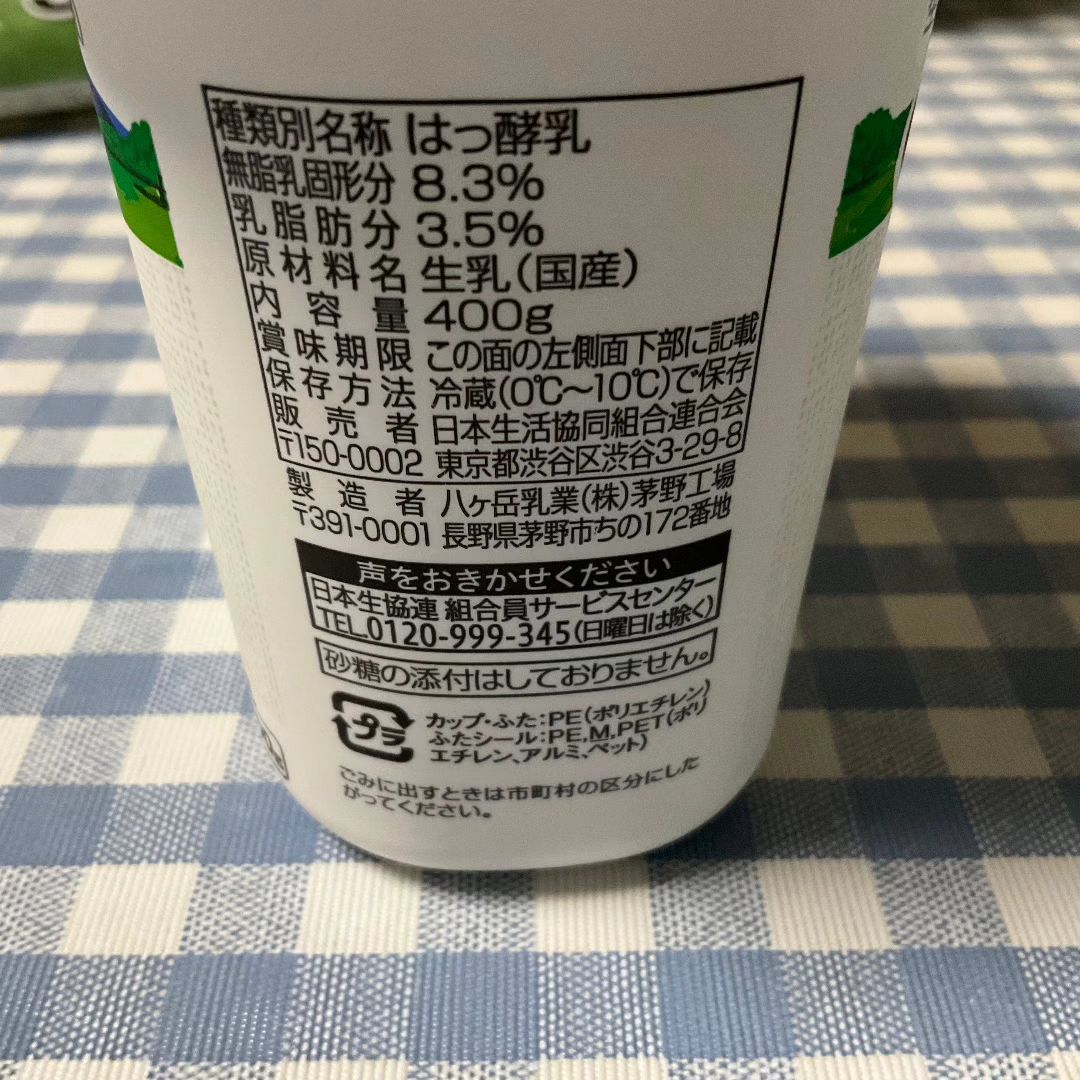 種類別名称 はっ酵乳
無脂乳固形分 8.3%
乳脂肪分 3.5%
原材料名 生乳(国産)
内容量 400g
賞味期限 この面の左側面下部に記載
保存方法 冷蔵(0℃~10℃)で保存
販売者 日本生活協同組合連合会
〒150-0002 東京都渋谷区渋谷3-29-8
製造者 八ヶ岳乳業(株)茅野工場
〒391-0001 長野県茅野市ちの172番地
声をおきかせください
日本生協連 組合員サービスセンター
TEL.0120-999-345(日曜日は除く)
砂糖の添付はしておりません。
プラ
カップ・ふた:PE(ポリエチレン)
ふたシール:PE,M,PET(ポリ
エチレン、アルミ、ペット)
ごみに出すときは市町村の区分にした
がってください。